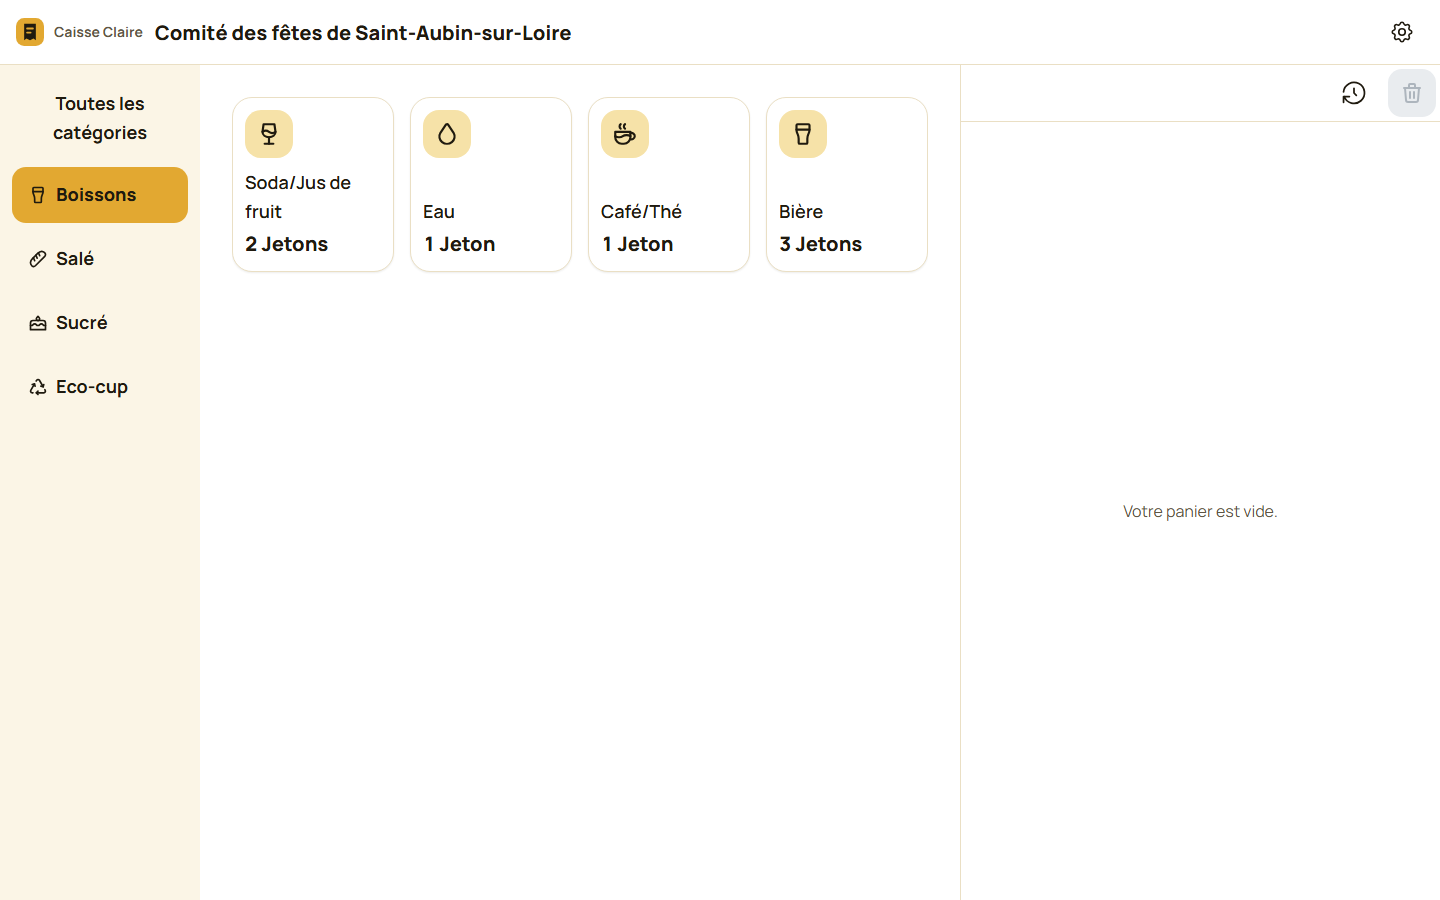 Caisse Claire
Comité des fêtes de Saint-Aubin-sur-Loire
Toutes les
catégories
Boissons
Salé
Sucré
Eco-cup
Soda/Jus de
fruit
2 Jetons
Eau
1 Jeton
Café/Thé
1 Jeton
Bière
3 Jetons
Votre panier est vide.